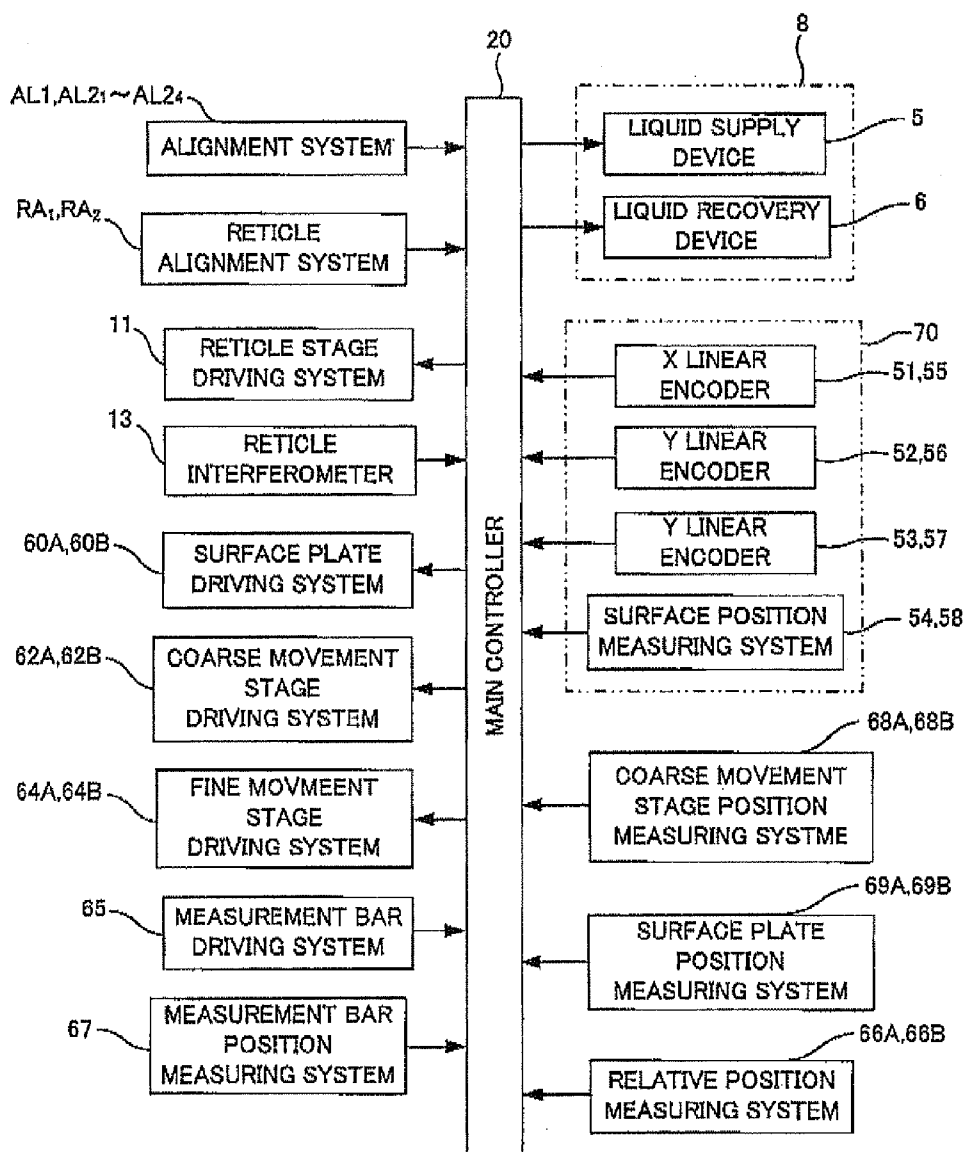 20
8
AL1,AL2₁~AL2₄
ALIGNMENT SYSTEM
RA₁,RA₂
RETICLE
ALIGNMENT SYSTEM
11
RETICLE STAGE
DRIVING SYSTEM
13
RETICLE
INTERFEROMETER
60A,60B
SURFACE PLATE
DRIVING SYSTEM
62A,62B
COARSE MOVEMENT
STAGE
DRIVING SYSTEM
64A,64B
FINE MOVMEENT
STAGE
DRIVING SYSTEM
65
MEASUREMENT BAR
DRIVING SYSTEM
67
MEASUREMENT BAR
POSITION
MEASURING SYSTEM
MAIN CONTROLLER
LIQUID SUPPLY
DEVICE
5
LIQUID RECOVERY
DEVICE
6
70
X LINEAR
ENCODER
51,55
Y LINEAR
ENCODER
52,56
Y LINEAR
ENCODER
53,57
SURFACE POSITION
MEASURING SYSTEM
54,58
68A,68B
COARSE MOVEMENT
STAGE POSITION
MEASURING SYSTME
69A,69B
SURFACE PLATE
POSITION
MEASURING SYSTEM
66A,66B
RELATIVE POSITION
MEASURING SYSTEM